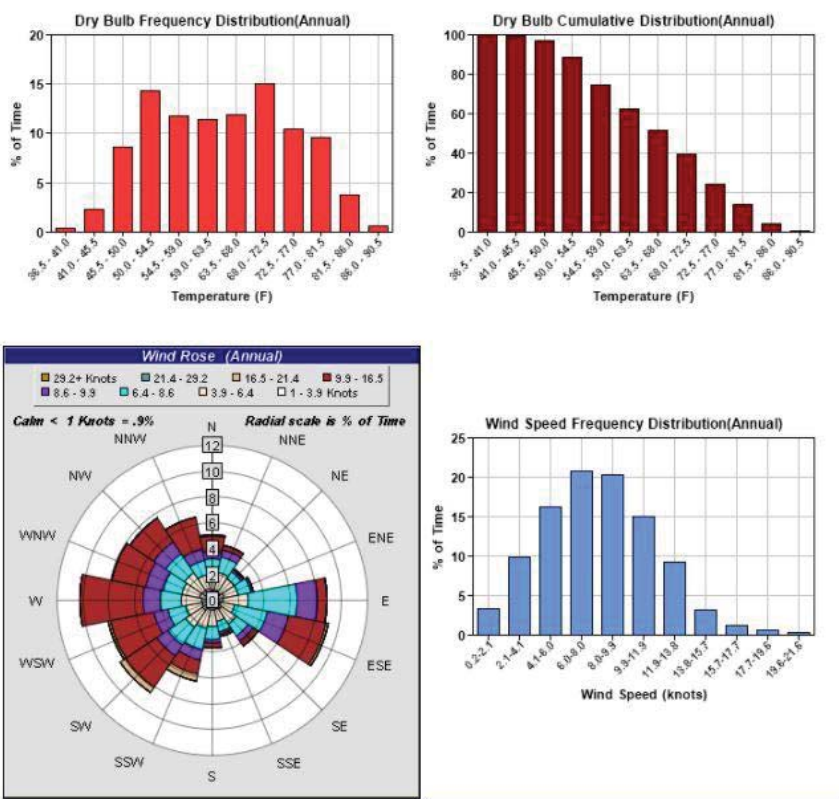 Dry Bulb Frequency Distribution(Annual)
20
15
10
5
0
% of Time
36.5 - 41.0
41.0 - 45.5
45.5 - 50.0
50.0 - 54.5
54.5 - 59.0
59.0 - 63.5
63.5 - 68.0
68.0 - 72.5
72.5 - 77.0
77.0 - 81.5
81.5 - 86.0
86.0 - 90.5
Temperature (F)
Dry Bulb Cumulative Distribution(Annual)
100
80
60
40
20
0
% of Time
36.5 - 41.0
41.0 - 45.5
45.5 - 50.0
50.0 - 54.5
54.5 - 59.0
59.0 - 63.5
63.5 - 68.0
68.0 - 72.5
72.5 - 77.0
77.0 - 81.5
81.5 - 86.0
86.0 - 90.5
Temperature (F)
Wind Rose (Annual)
29.2+ Knots 21.4 - 29.2 16.5 - 21.4 9.9 - 16.5
8.6 - 9.9 6.4 - 8.6 3.9 - 6.4 1 - 3.9 Knots
Calm < 1 Knots = .9% Radial scale is % of Time
N
NNE
NE
ENE
E
ESE
SE
SSE
S
SSW
SW
WSW
W
WNW
NW
NNW
12
10
8
6
4
2
0
Wind Speed Frequency Distribution(Annual)
25
20
15
10
5
0
% of Time
0.2-2.1
2.1-4.1
4.1-6.0
6.0-8.0
8.0-9.9
9.9-11.9
11.9-13.8
13.8-15.7
15.7-17.7
17.7-19.6
19.6-21.6
Wind Speed (knots)